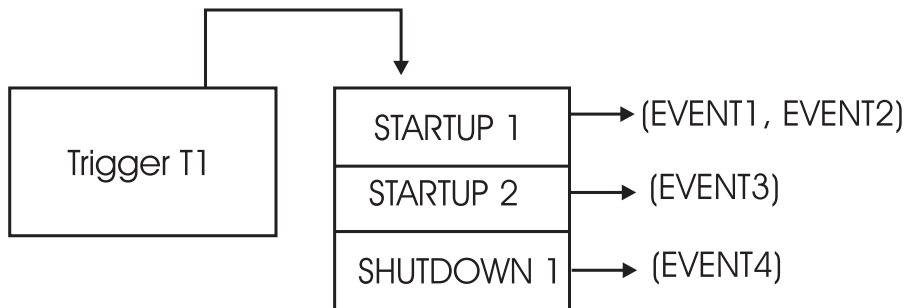 Trigger T1
STARTUP 1
(EVENT1, EVENT2)
STARTUP 2
(EVENT3)
SHUTDOWN 1
(EVENT4)